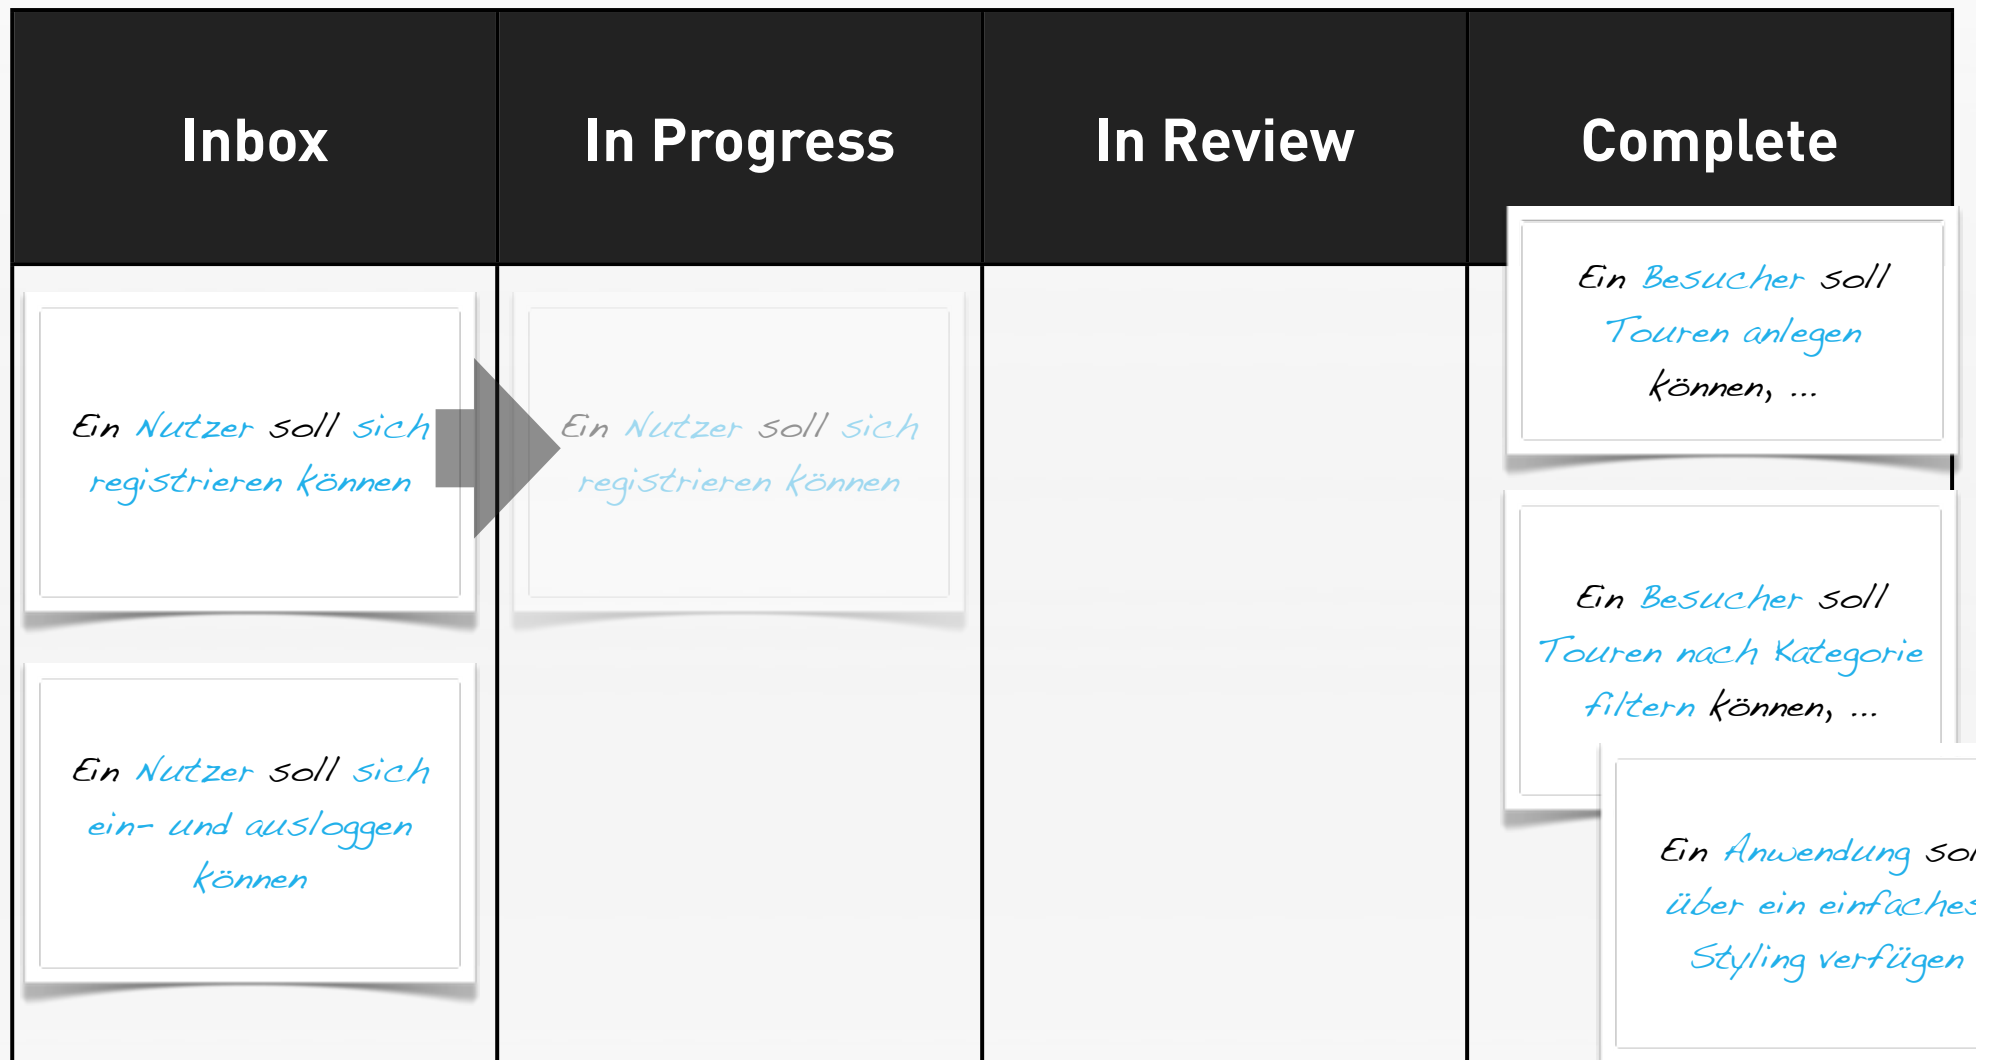 Inbox
In Progress
In Review
Complete
Ein Nutzer soll sich
registrieren können
Ein Nutzer soll sich
ein- und ausloggen
können
Ein Nutzer soll sich
registrieren können
Ein Besucher soll
Touren anlegen
können, ...
Ein Besucher soll
Touren nach Kategorie
filtern können, ...
Ein Anwendung
über ein einfaches
Styling verfügen